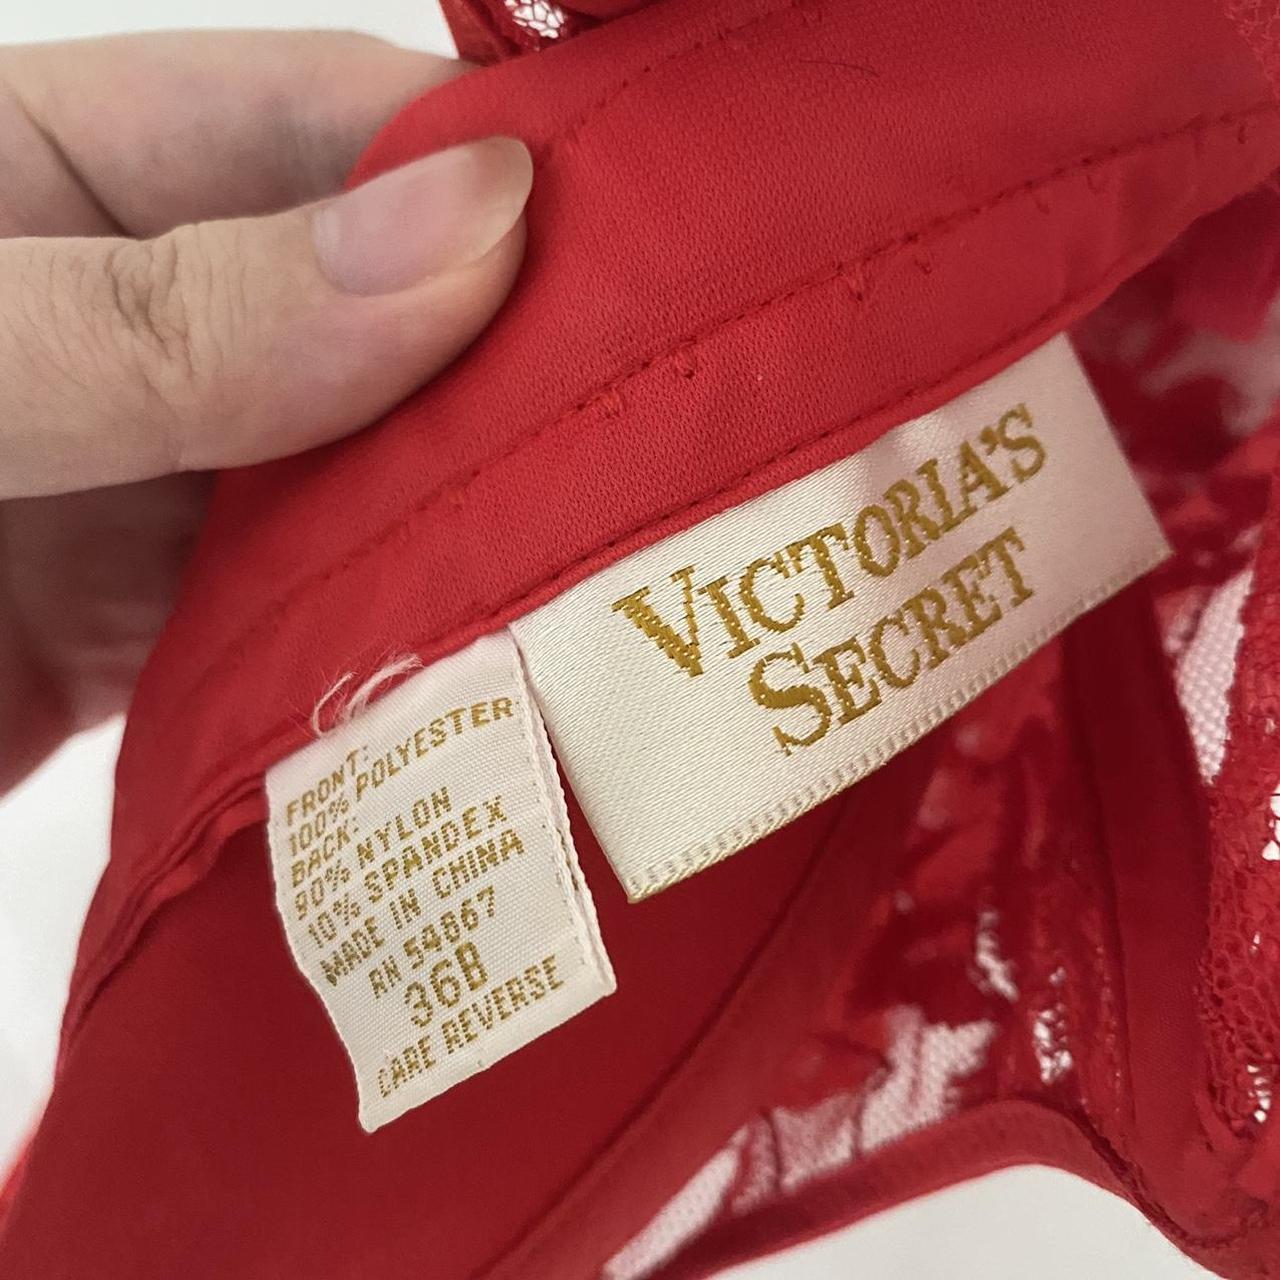 VICTORIA'S
SECRET
FRONT:
100% POLYESTER
BACK:
90% NYLON
10% SPANDEX
MADE IN CHINA
RN 54867
36B
CARE REVERSE